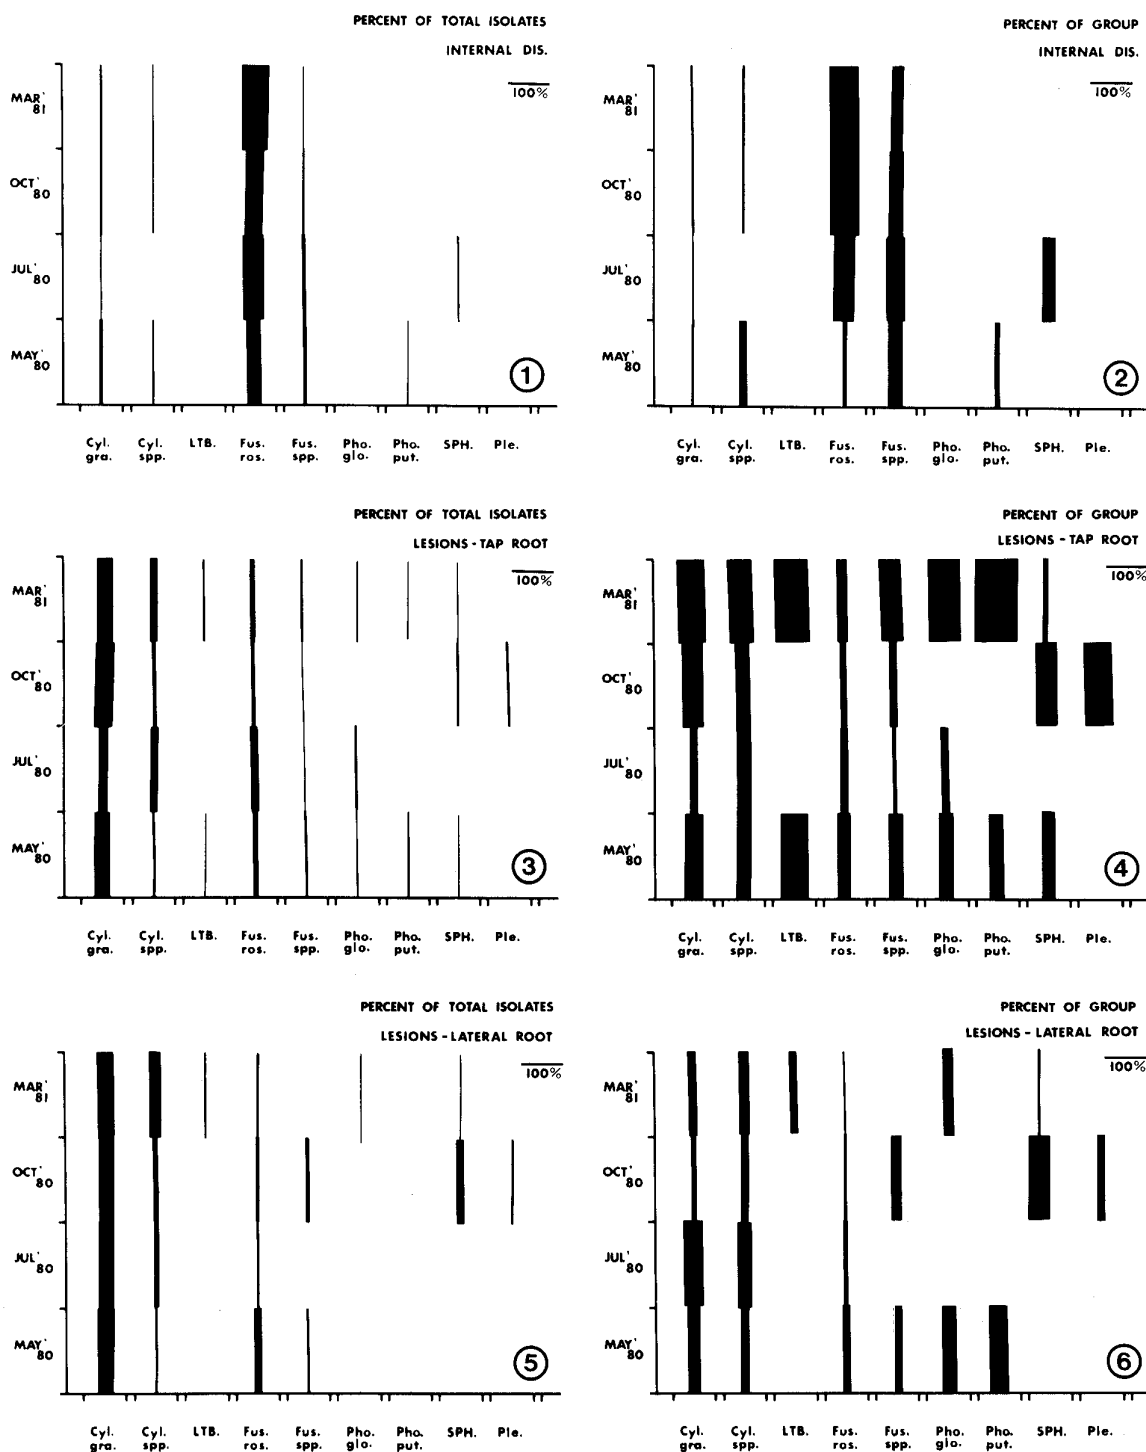 PERCENT OF TOTAL ISOLATES
INTERNAL DIS.
100%
MAR' 81
OCT' 80
JUL' 80
MAY' 80
1
Cyl. gra. Cyl. spp. LTB. Fus. ros. Fus. spp. Pho. glo. Pho. put. SPH. Ple.
PERCENT OF GROUP
INTERNAL DIS.
100%
MAR' 81
OCT' 80
JUL' 80
MAY' 80
2
Cyl. gra. Cyl. spp. LTB. Fus. ros. Fus. spp. Pho. glo. Pho. put. SPH. Ple.
PERCENT OF TOTAL ISOLATES
LESIONS - TAP ROOT
100%
MAR' 81
OCT' 80
JUL' 80
MAY' 80
3
Cyl. gra. Cyl. spp. LTB. Fus. ros. Fus. spp. Pho. glo. Pho. put. SPH. Ple.
PERCENT OF GROUP
LESIONS - TAP ROOT
100%
MAR' 81
OCT' 80
JUL' 80
MAY' 80
4
Cyl. gra. Cyl. spp. LTB. Fus. ros. Fus. spp. Pho. glo. Pho. put. SPH. Ple.
PERCENT OF TOTAL ISOLATES
LESIONS - LATERAL ROOT
100%
MAR' 81
OCT' 80
JUL' 80
MAY' 80
5
Cyl. gra. Cyl. spp. LTB. Fus. ros. Fus. spp. Pho. glo. Pho. put. SPH. Ple.
PERCENT OF GROUP
LESIONS - LATERAL ROOT
100%
MAR' 81
OCT' 80
JUL' 80
MAY' 80
6
Cyl. gra. Cyl. spp. LTB. Fus. ros. Fus. spp. Pho. glo. Pho. put. SPH. Ple.